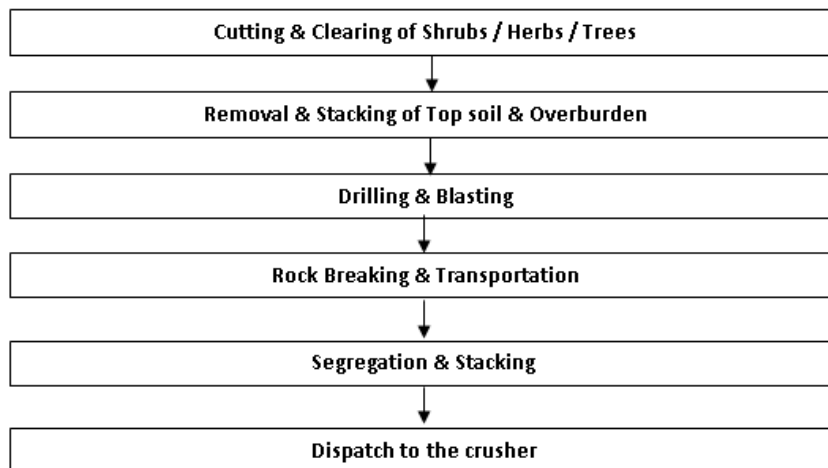 Cutting & Clearing of Shrubs / Herbs / Trees
Removal & Stacking of Top soil & Overburden
Drilling & Blasting
Rock Breaking & Transportation
Segregation & Stacking
Dispatch to the crusher